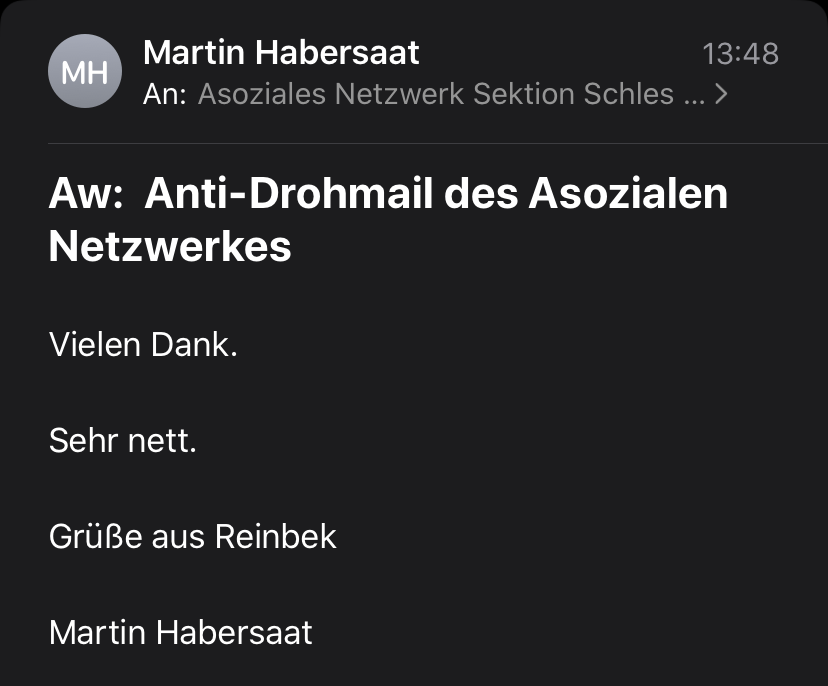 MH
Martin Habersaat
13:48
An: Asoziales Netzwerk Sektion Schles ...
Aw: Anti-Drohmail des Asozialen
Netzwerkes
Vielen Dank.
Sehr nett.
Grüße aus Reinbek
Martin Habersaat